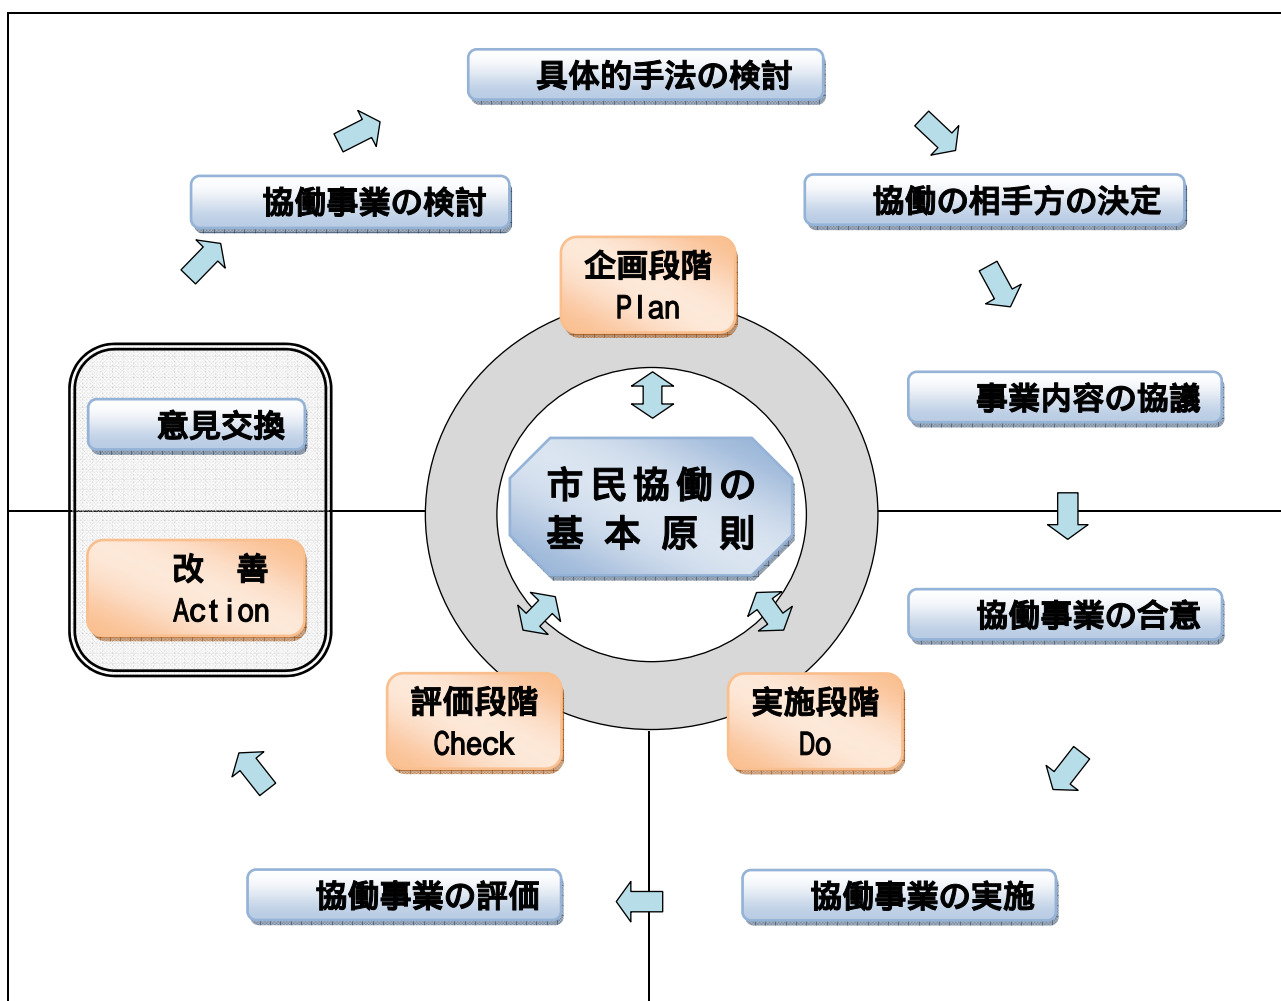 具体的手法の検討
協働事業の検討
協働の相手方の決定
企画段階
Plan
意見交換
事業内容の協議
市民協働の
基本原則
改　善
Action
協働事業の合意
評価段階
Check
実施段階
Do
協働事業の評価
協働事業の実施